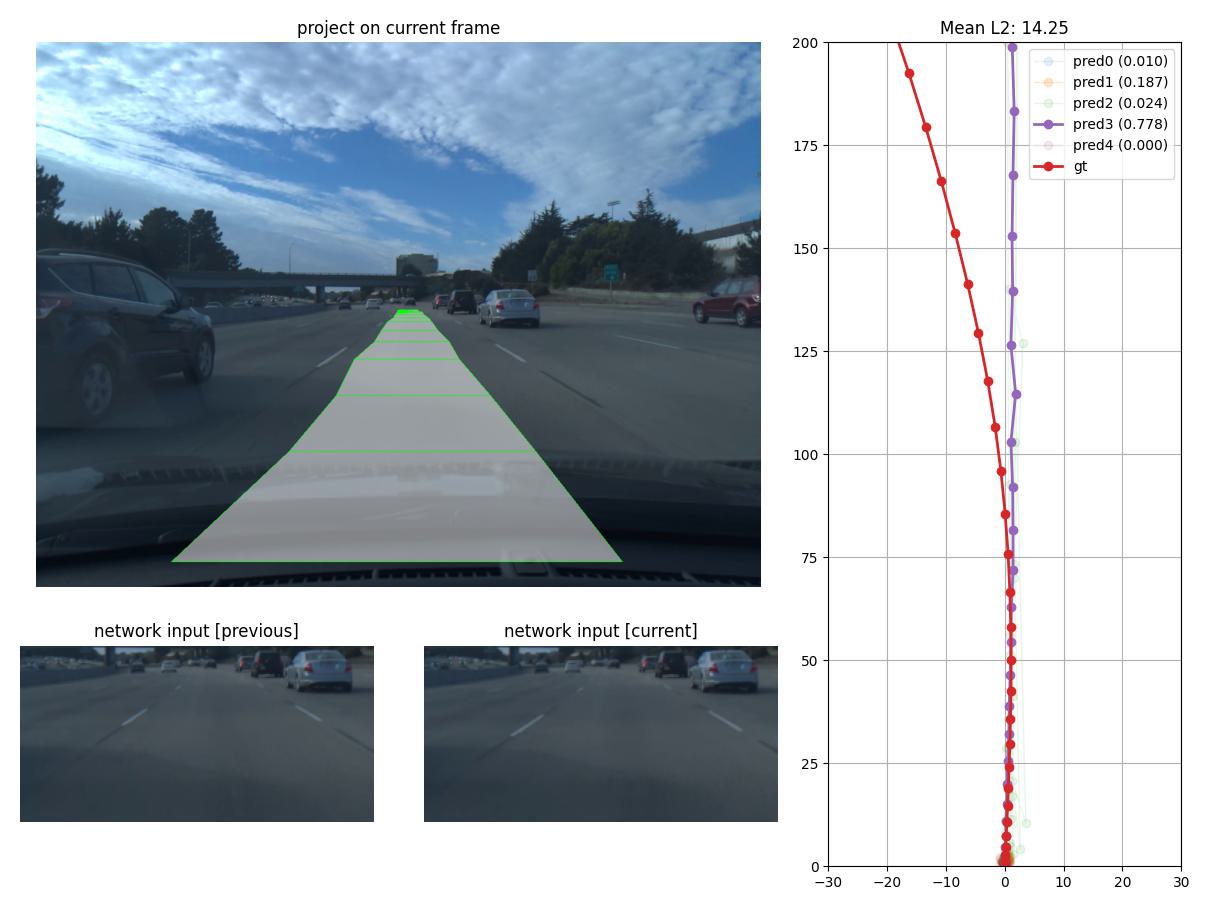 project on current frame
Mean L2: 14.25
200
175
150
125
100
75
50
25
0
−30
−20
−10
0
10
20
30
pred0 (0.010)
pred1 (0.187)
pred2 (0.024)
pred3 (0.778)
pred4 (0.000)
gt
network input [previous]
network input [current]